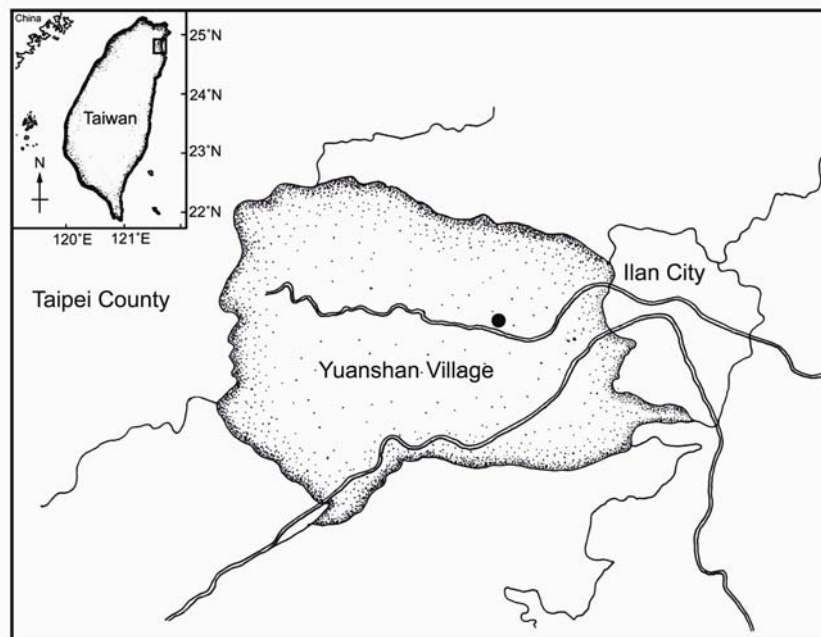 China
25°N
24°N
Taiwan
23°N
N
22°N
120°E
121°E
Ilan City
Taipei County
Yuanshan Village